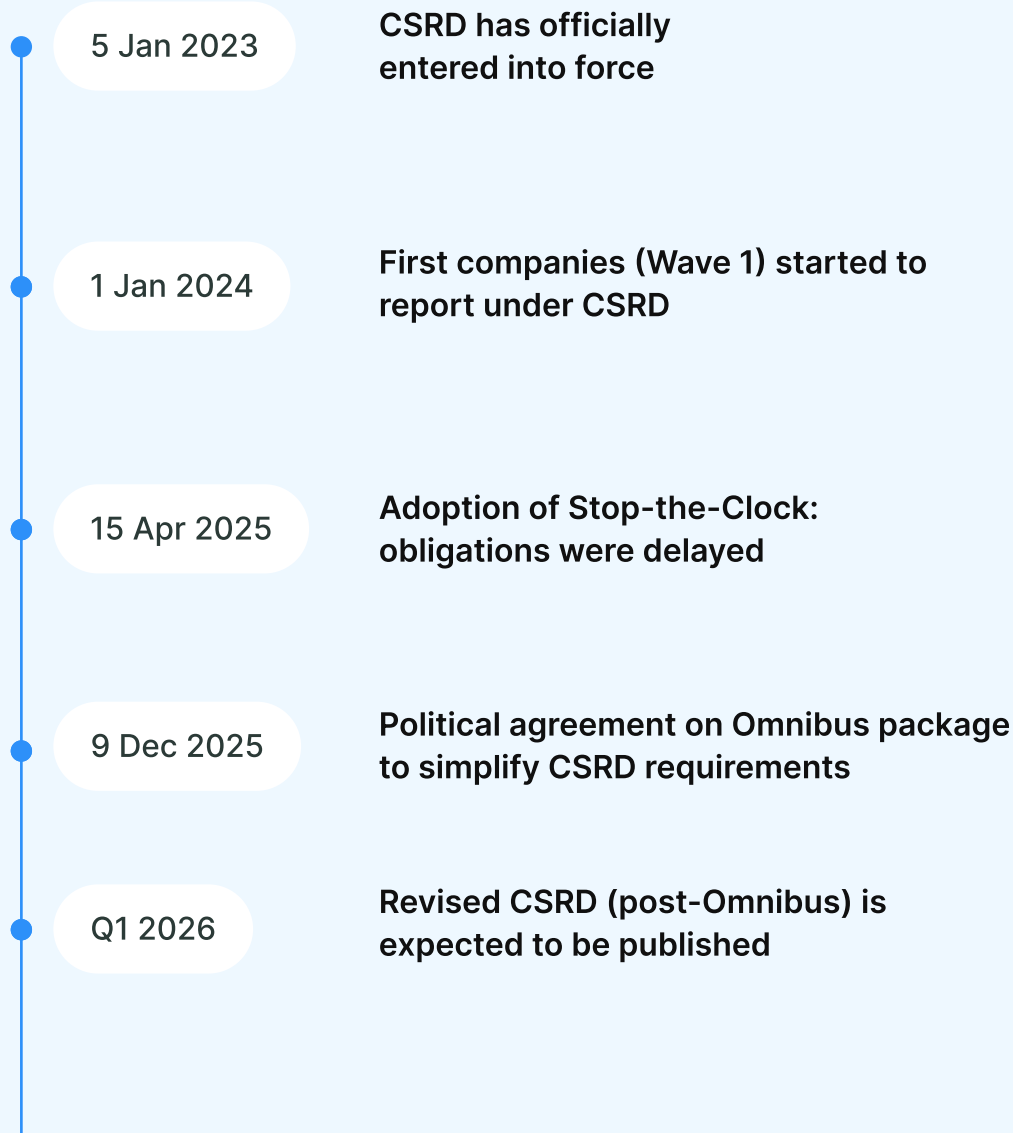 5 Jan 2023
CSRD has officially
entered into force
1 Jan 2024
First companies (Wave 1) started to
report under CSRD
15 Apr 2025
Adoption of Stop-the-Clock:
obligations were delayed
9 Dec 2025
Political agreement on Omnibus package
to simplify CSRD requirements
Q1 2026
Revised CSRD (post-Omnibus) is
expected to be published